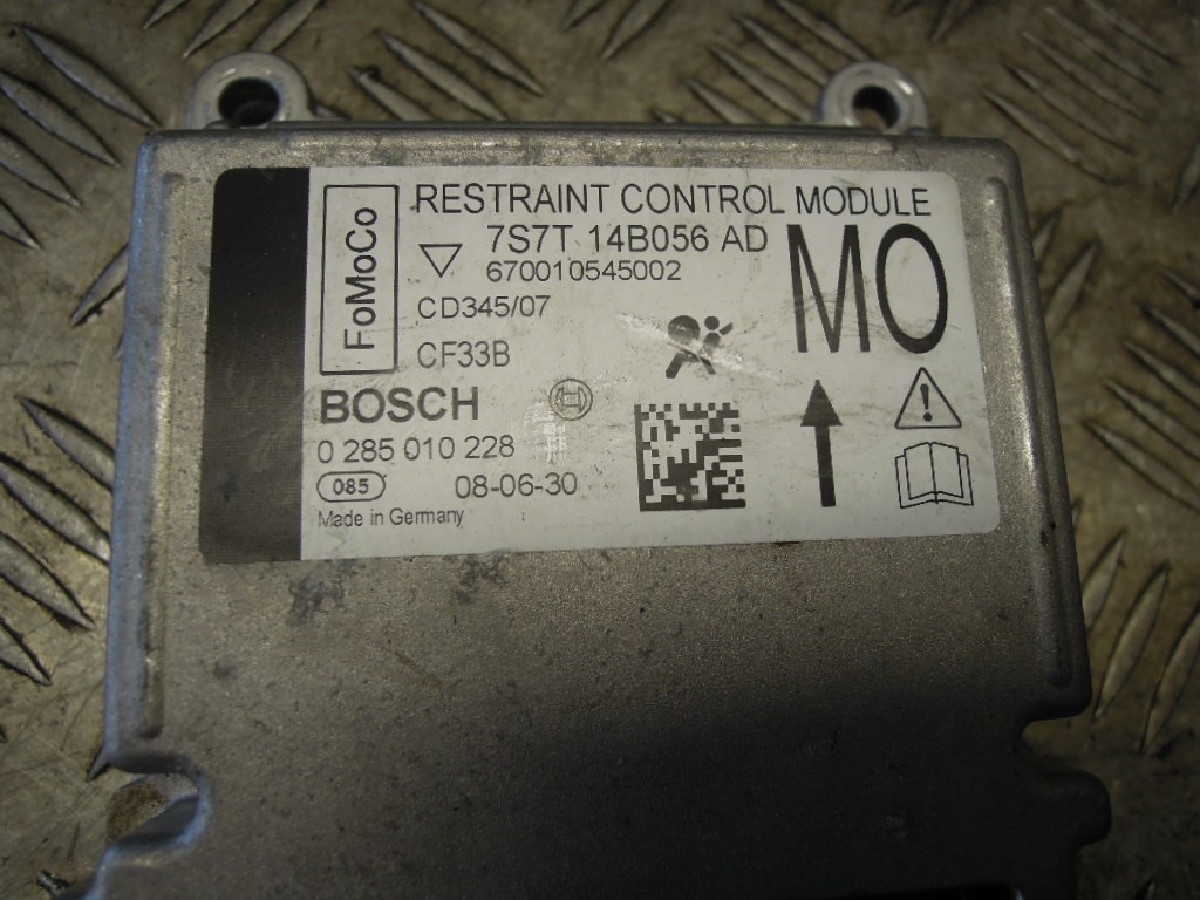 FoMoCo
RESTRAINT CONTROL MODULE
7S7T 14B056 AD
670010545002
CD345/07
CF33B
MO
BOSCH
0 285 010 228
085 08-06-30
Made in Germany